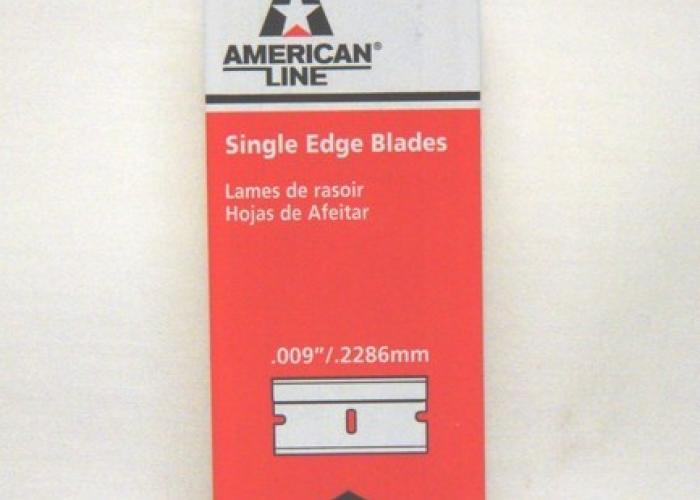 AMERICAN®
LINE
Single Edge Blades
Lames de rasoir
Hojas de Afeitar
.009”/.2286mm